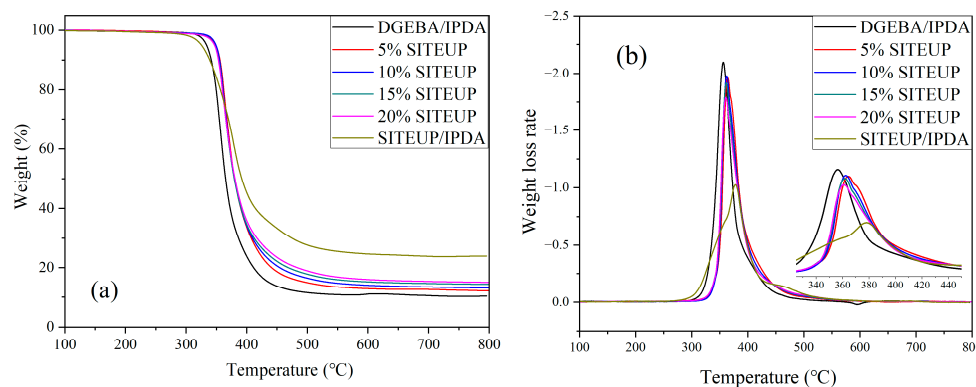 100
80
60
40
20
0
Weight (%)
100
200
300
400
500
600
700
800
Temperature (℃)
(a)
DGEBA/IPDA
5% SITEUP
10% SITEUP
15% SITEUP
20% SITEUP
SITEUP/IPDA
−2.5
−2.0
−1.5
−1.0
−0.5
0.0
Weight loss rate
100
200
300
400
500
600
700
80
Temperature (℃)
(b)
DGEBA/IPDA
5% SITEUP
10% SITEUP
15% SITEUP
20% SITEUP
SITEUP/IPDA
340
360
380
400
420
440